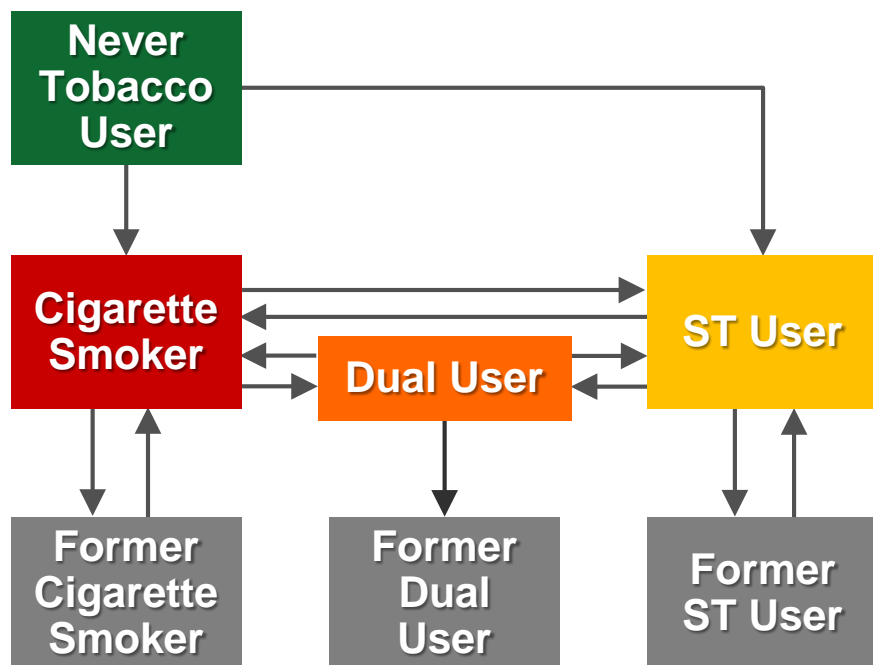 Never
Tobacco
User
Cigarette
Smoker
ST User
Dual User
Former
Cigarette
Smoker
Former
Dual
User
Former
ST User